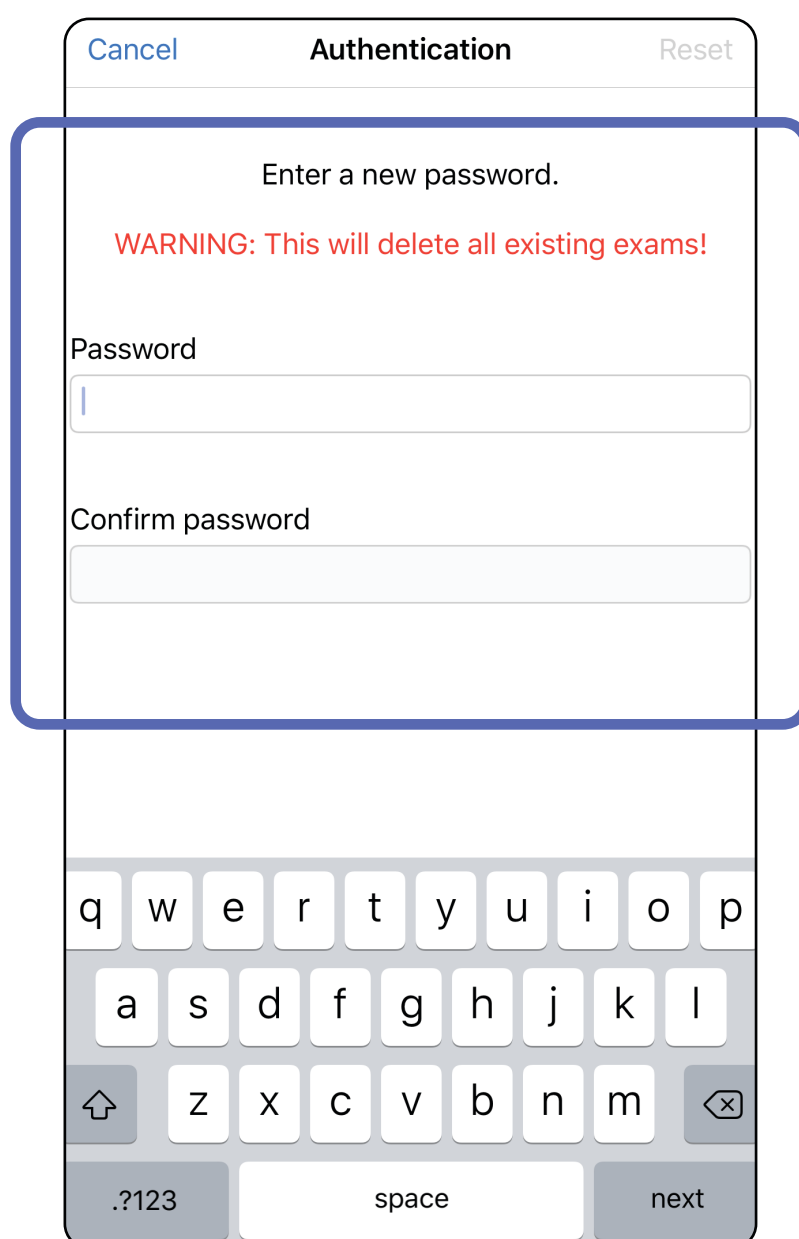 Cancel Authentication Reset
Enter a new password.
WARNING: This will delete all existing exams!
Password
Confirm password
q w e r t y u i o p
a s d f g h j k l
z x c v b n m
.?123 space next